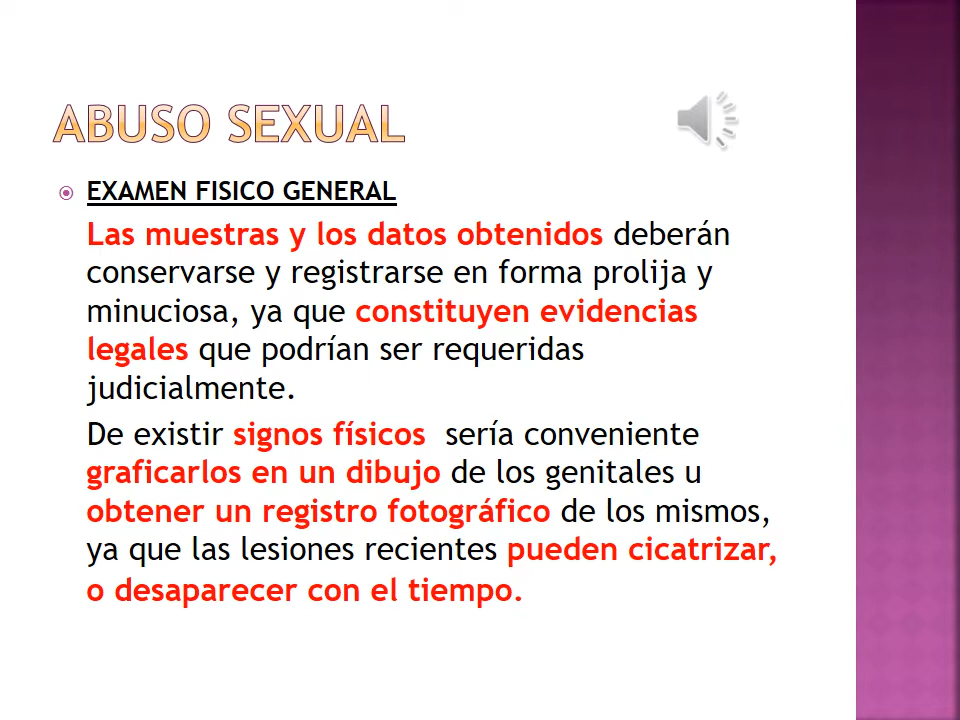 ABUSO SEXUAL
EXAMEN FISICO GENERAL
Las muestras y los datos obtenidos deberán
conservarse y registrarse en forma prolija y
minuciosa, ya que constituyen evidencias
legales que podrían ser requeridas
judicialmente.
De existir signos físicos sería conveniente
graficarlos en un dibujo de los genitales u
obtener un registro fotográfico de los mismos,
ya que las lesiones recientes pueden cicatrizar,
o desaparecer con el tiempo.